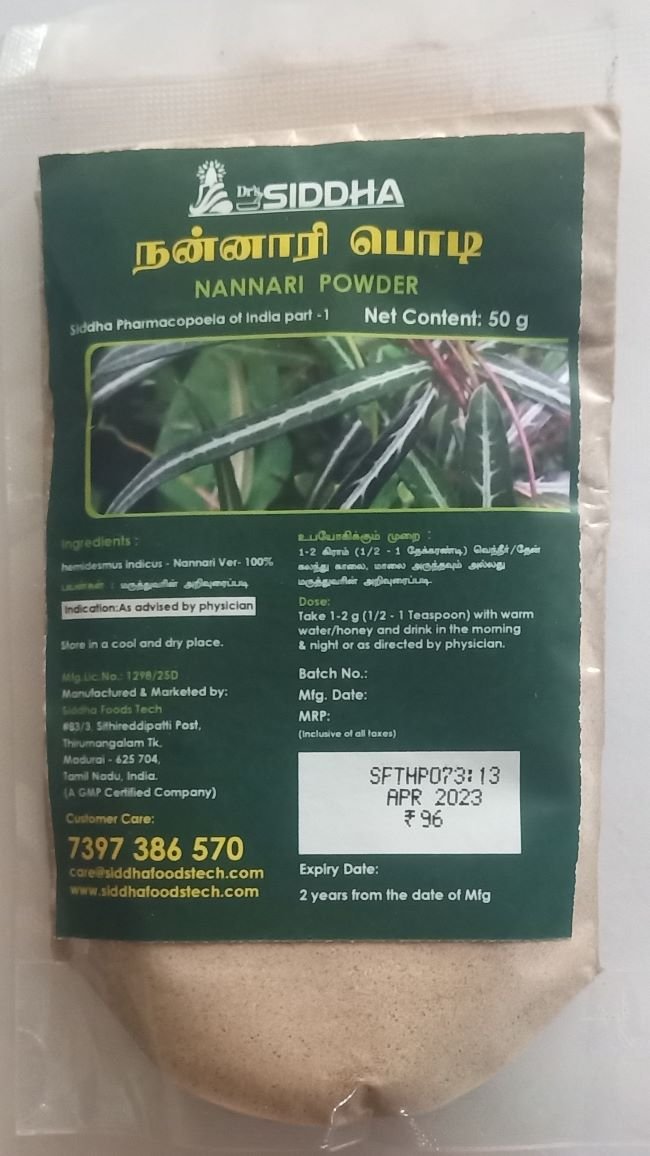 Dr's SIDDHA
நன்னாரி பொடி
NANNARI POWDER
Siddha Pharmacopoeia of India part -1
Net Content: 50 g
Ingredients :
hemidesmus indicus - Nannari Ver- 100%
பயன்கள் : மருத்துவரின் அறிவுரைப்படி
Indication:As advised by physician
Store in a cool and dry place.
Mfg.Lic.No.: 1298/25D
Manufactured & Marketed by:
Siddha Foods Tech
#83/3, Sithireddipatti Post,
Thirumangalam Tk,
Madurai - 625 704,
Tamil Nadu, India.
(A GMP Certified Company)
Customer Care:
7397 386 570
care@siddhafoodstech.com
www.siddhafoodstech.com
உபயோகிக்கும் முறை :
1-2 கிராம் (1/2 - 1 தேக்கரண்டி) வெந்நீர்/தேன்
கலந்து காலை, மாலை அருந்தவும் அல்லது
மருத்துவரின் அறிவுரைப்படி.
Dose:
Take 1-2 g (1/2 - 1 Teaspoon) with warm
water/honey and drink in the morning
& night or as directed by physician.
Batch No.:
Mfg. Date:
MRP:
(Inclusive of all taxes)
SFTHP073:13
APR 2023
₹96
Expiry Date:
2 years from the date of Mfg